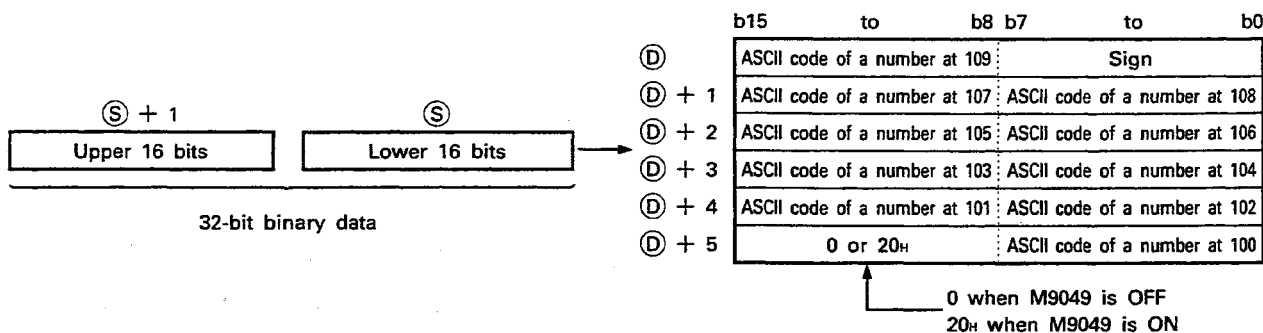 b15 to b8 b7 to b0
Ⓓ ASCII code of a number at 109 Sign
Ⓓ + 1 ASCII code of a number at 107 ASCII code of a number at 108
Ⓓ + 2 ASCII code of a number at 105 ASCII code of a number at 106
Ⓓ + 3 ASCII code of a number at 103 ASCII code of a number at 104
Ⓓ + 4 ASCII code of a number at 101 ASCII code of a number at 102
Ⓓ + 5 0 or 20H ASCII code of a number at 100
Ⓢ + 1 Ⓢ
Upper 16 bits Lower 16 bits
32-bit binary data
0 when M9049 is OFF
20H when M9049 is ON